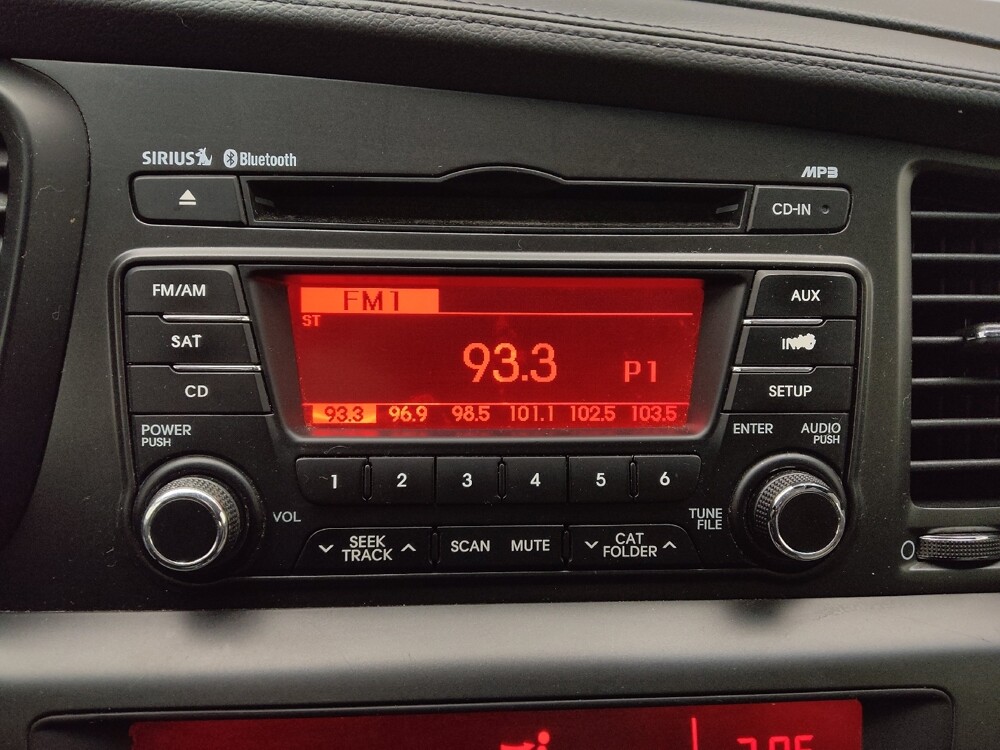 SIRIUS Bluetooth
MP3
CD-IN
FM/AM
SAT
CD
FM1
ST
93.3
P1
93.3 96.9 98.5 101.1 102.5 103.5
AUX
SETUP
POWER
PUSH
ENTER
AUDIO
PUSH
1 2 3 4 5 6
VOL
TUNE
FILE
SEEK
TRACK
SCAN MUTE
CAT
FOLDER